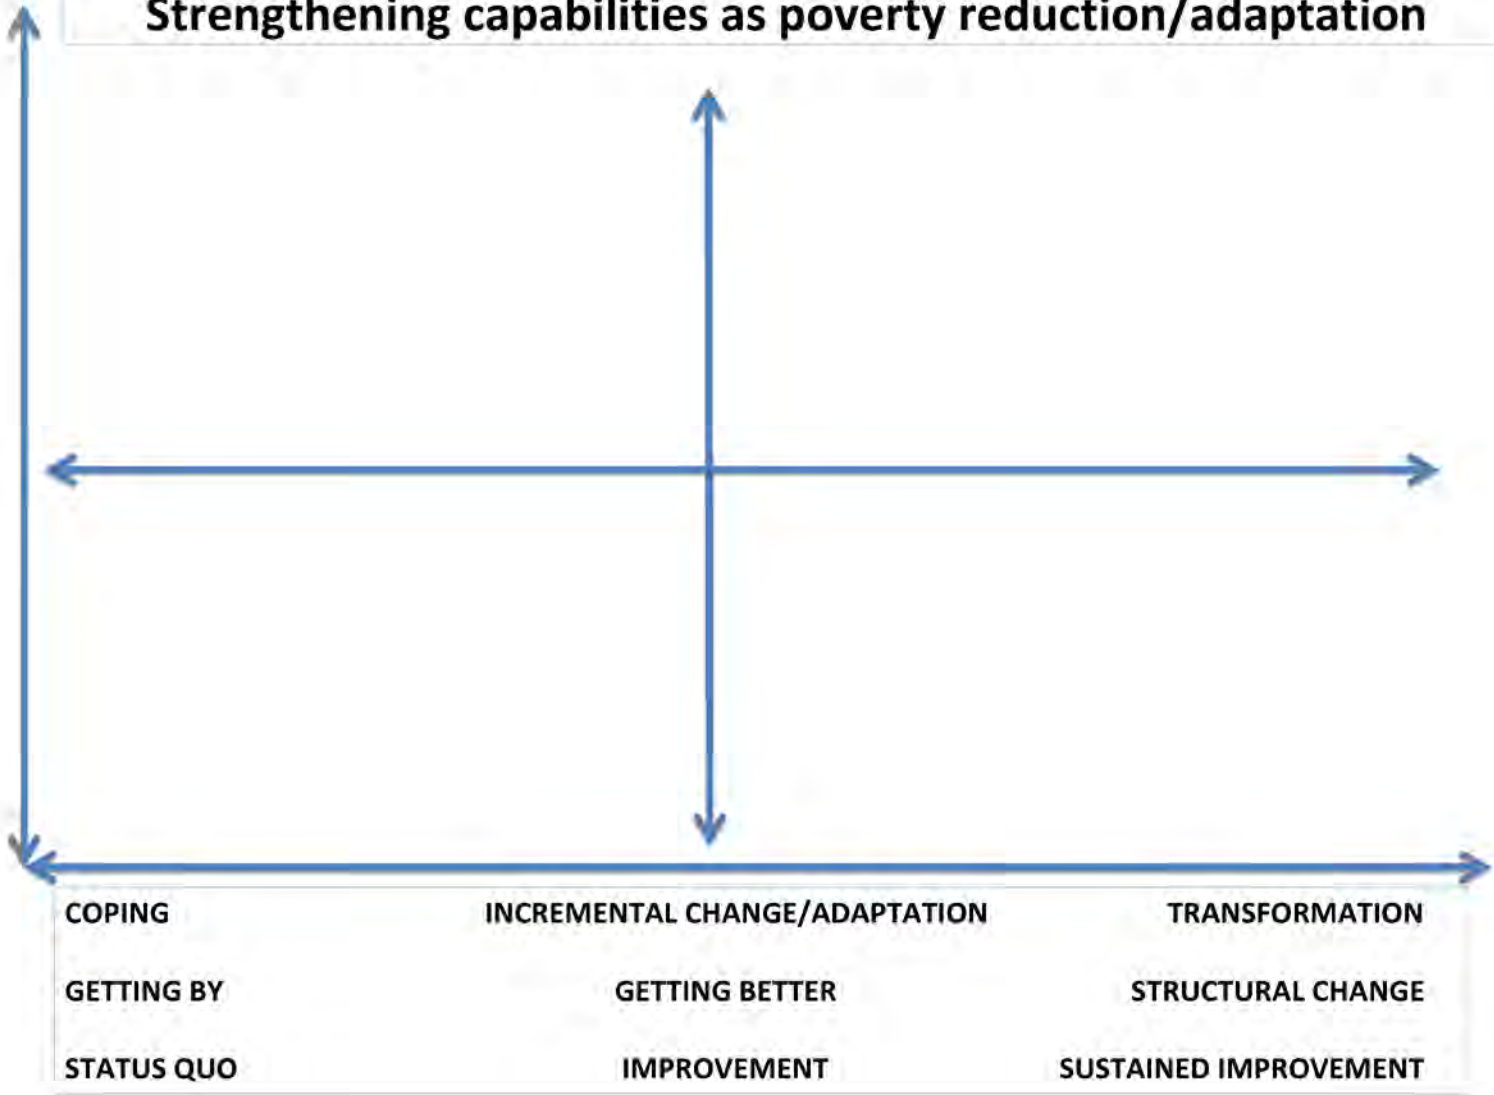 Strengthening capabilities as poverty reduction/adaptation
COPING INCREMENTAL CHANGE/ADAPTATION TRANSFORMATION
GETTING BY GETTING BETTER STRUCTURAL CHANGE
STATUS QUO IMPROVEMENT SUSTAINED IMPROVEMENT